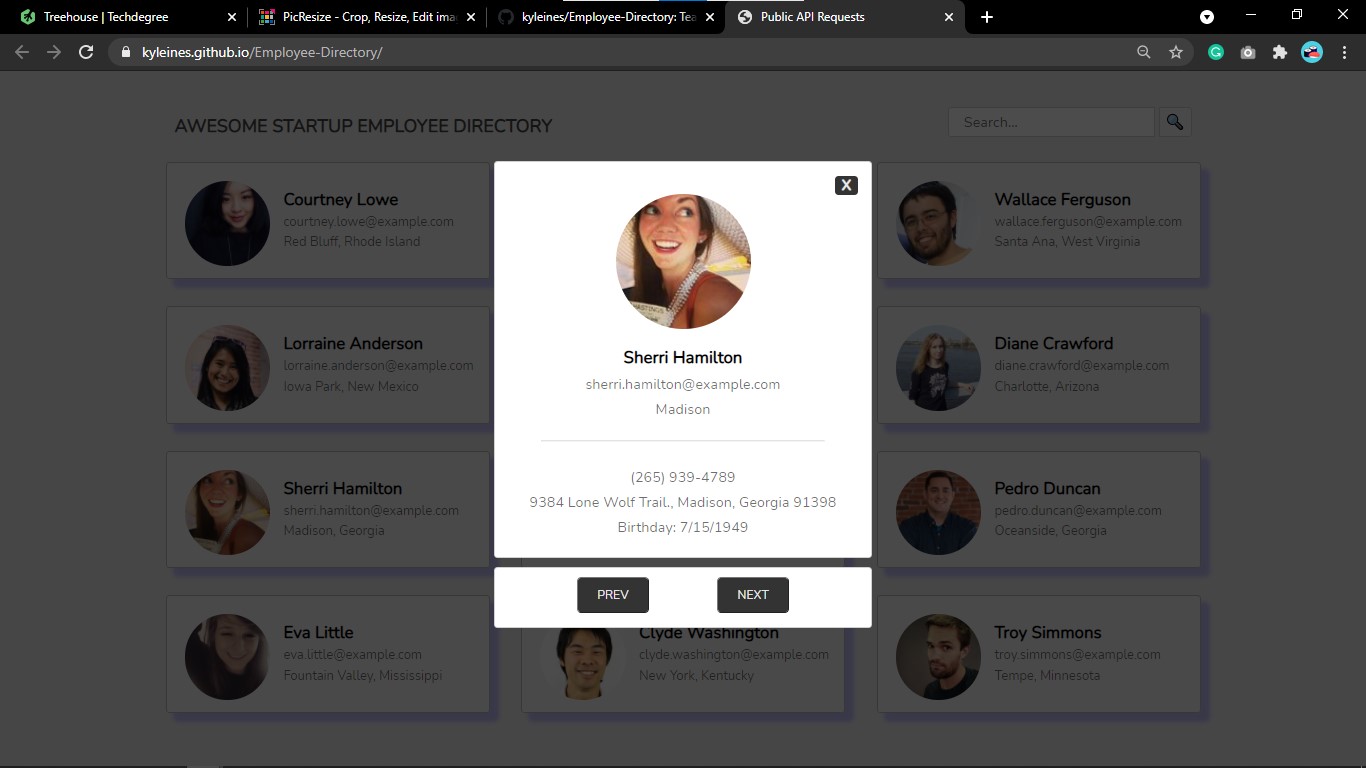 Treehouse | Techdegree
PicResize - Crop, Resize, Edit ima
kyleines/Employee-Directory: Tea
Public API Requests
kyleines.github.io/Employee-Directory/
AWESOME STARTUP EMPLOYEE DIRECTORY
Search...
Courtney Lowe
courtney.lowe@example.com
Red Bluff, Rhode Island
X
Wallace Ferguson
wallace.ferguson@example.com
Santa Ana, West Virginia
Lorraine Anderson
lorraine.anderson@example.com
Iowa Park, New Mexico
Sherri Hamilton
sherri.hamilton@example.com
Madison
(265) 939-4789
9384 Lone Wolf Trail., Madison, Georgia 91398
Birthday: 7/15/1949
PREV
NEXT
Diane Crawford
diane.crawford@example.com
Charlotte, Arizona
Sherri Hamilton
sherri.hamilton@example.com
Madison, Georgia
Pedro Duncan
pedro.duncan@example.com
Oceanside, Georgia
Eva Little
eva.little@example.com
Fountain Valley, Mississippi
Clyde Washington
clyde.washington@example.com
New York, Kentucky
Troy Simmons
troy.simmons@example.com
Tempe, Minnesota